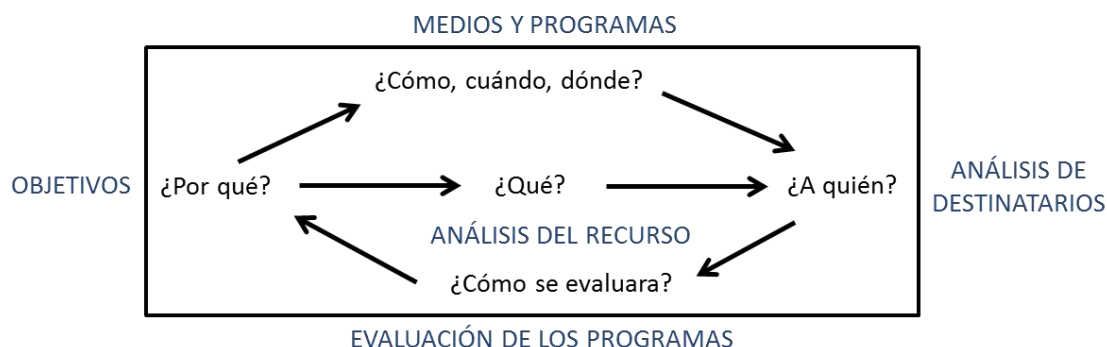 MEDIOS Y PROGRAMAS
¿Cómo, cuándo, dónde?
OBJETIVOS
¿Por qué?
¿Qué?
¿A quién?
ANÁLISIS DE
DESTINATARIOS
ANÁLISIS DEL RECURSO
¿Cómo se evaluara?
EVALUACIÓN DE LOS PROGRAMAS